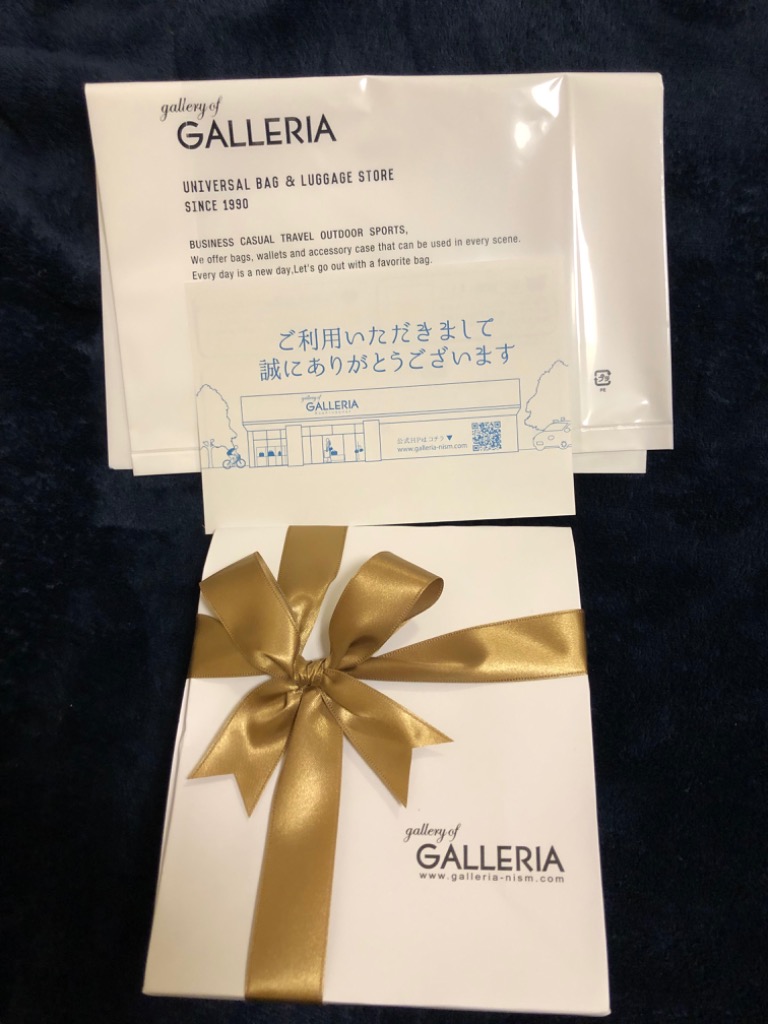 gallery of
GALLERIA
UNIVERSAL BAG & LUGGAGE STORE
SINCE 1990
BUSINESS CASUAL TRAVEL OUTDOOR SPORTS,
We offer bags, wallets and accessory case that can be used in every scene.
Every day is a new day,Let's go out with a favorite bag.
ご利用いただきまして
誠にありがとうございます
gallery of
GALLERIA
公式HPはコチラ▼
www.galleria-nism.com
gallery of
GALLERIA
www.galleria-nism.com